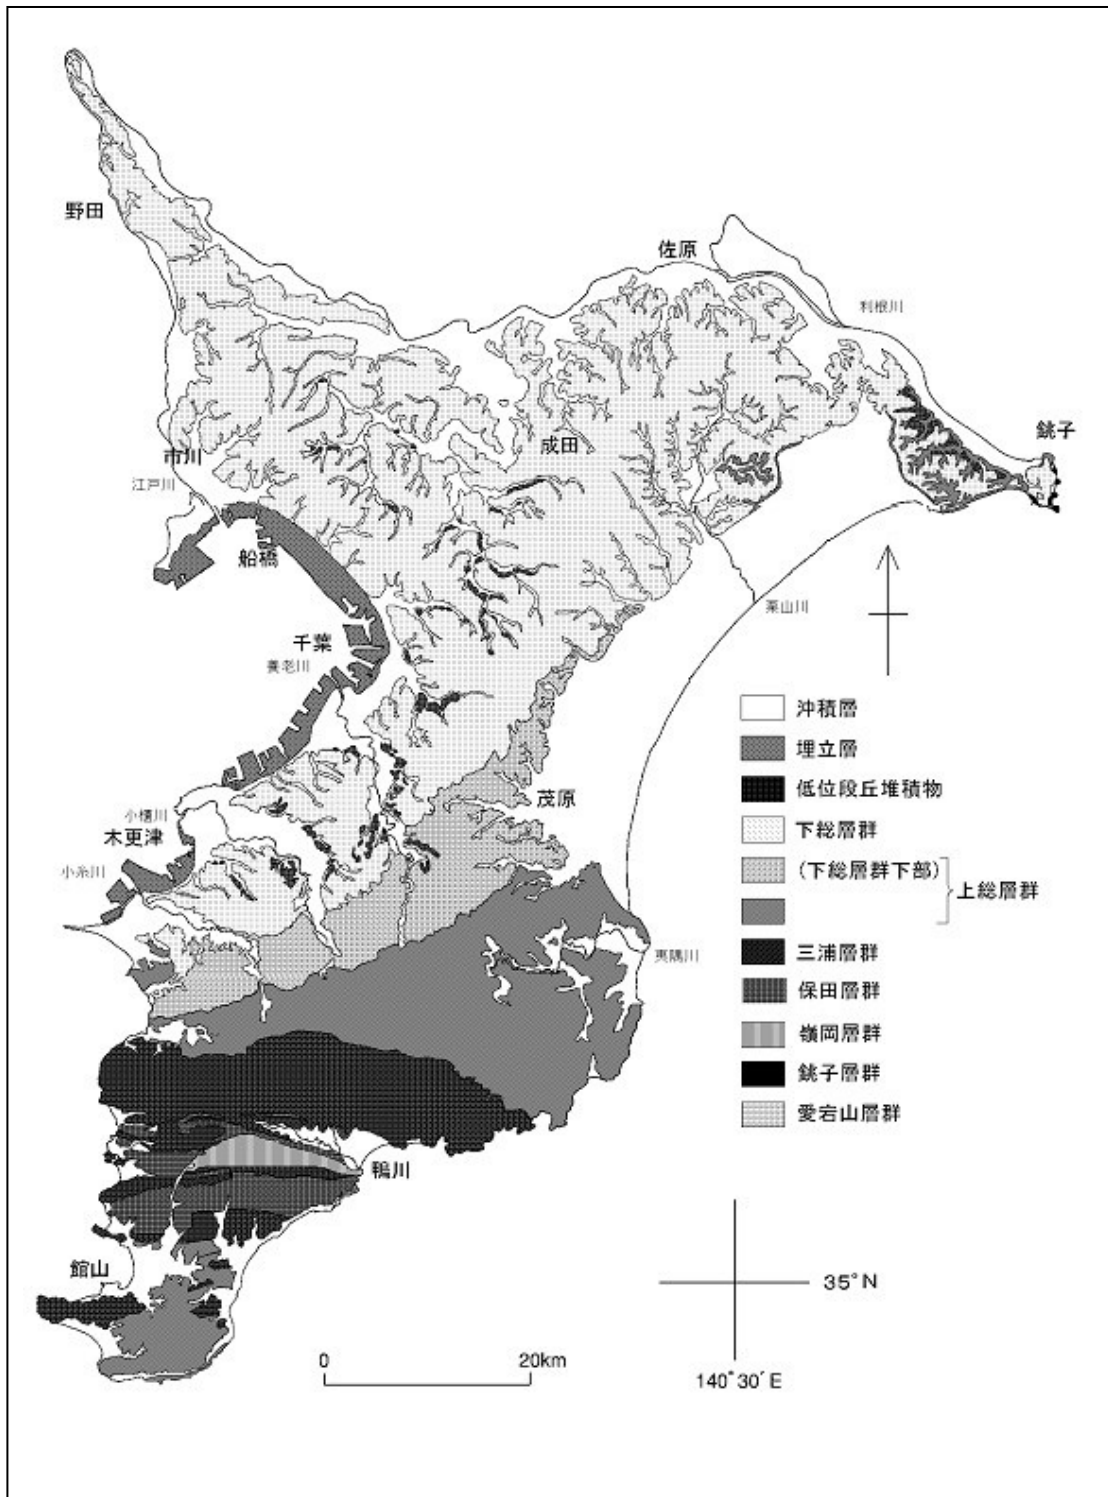 野田
佐原
利根川
銚子
成田
市川
江戸川
船橋
栗山川
千葉
養老川
沖積層
埋立層
低位段丘堆積物
下総層群
(下総層群下部)
上総層群
三浦層群
保田層群
嶺岡層群
銚子層群
愛宕山層群
茂原
小櫃川
木更津
小糸川
夷隅川
鴨川
館山
35°N
0
20km
140°30′E